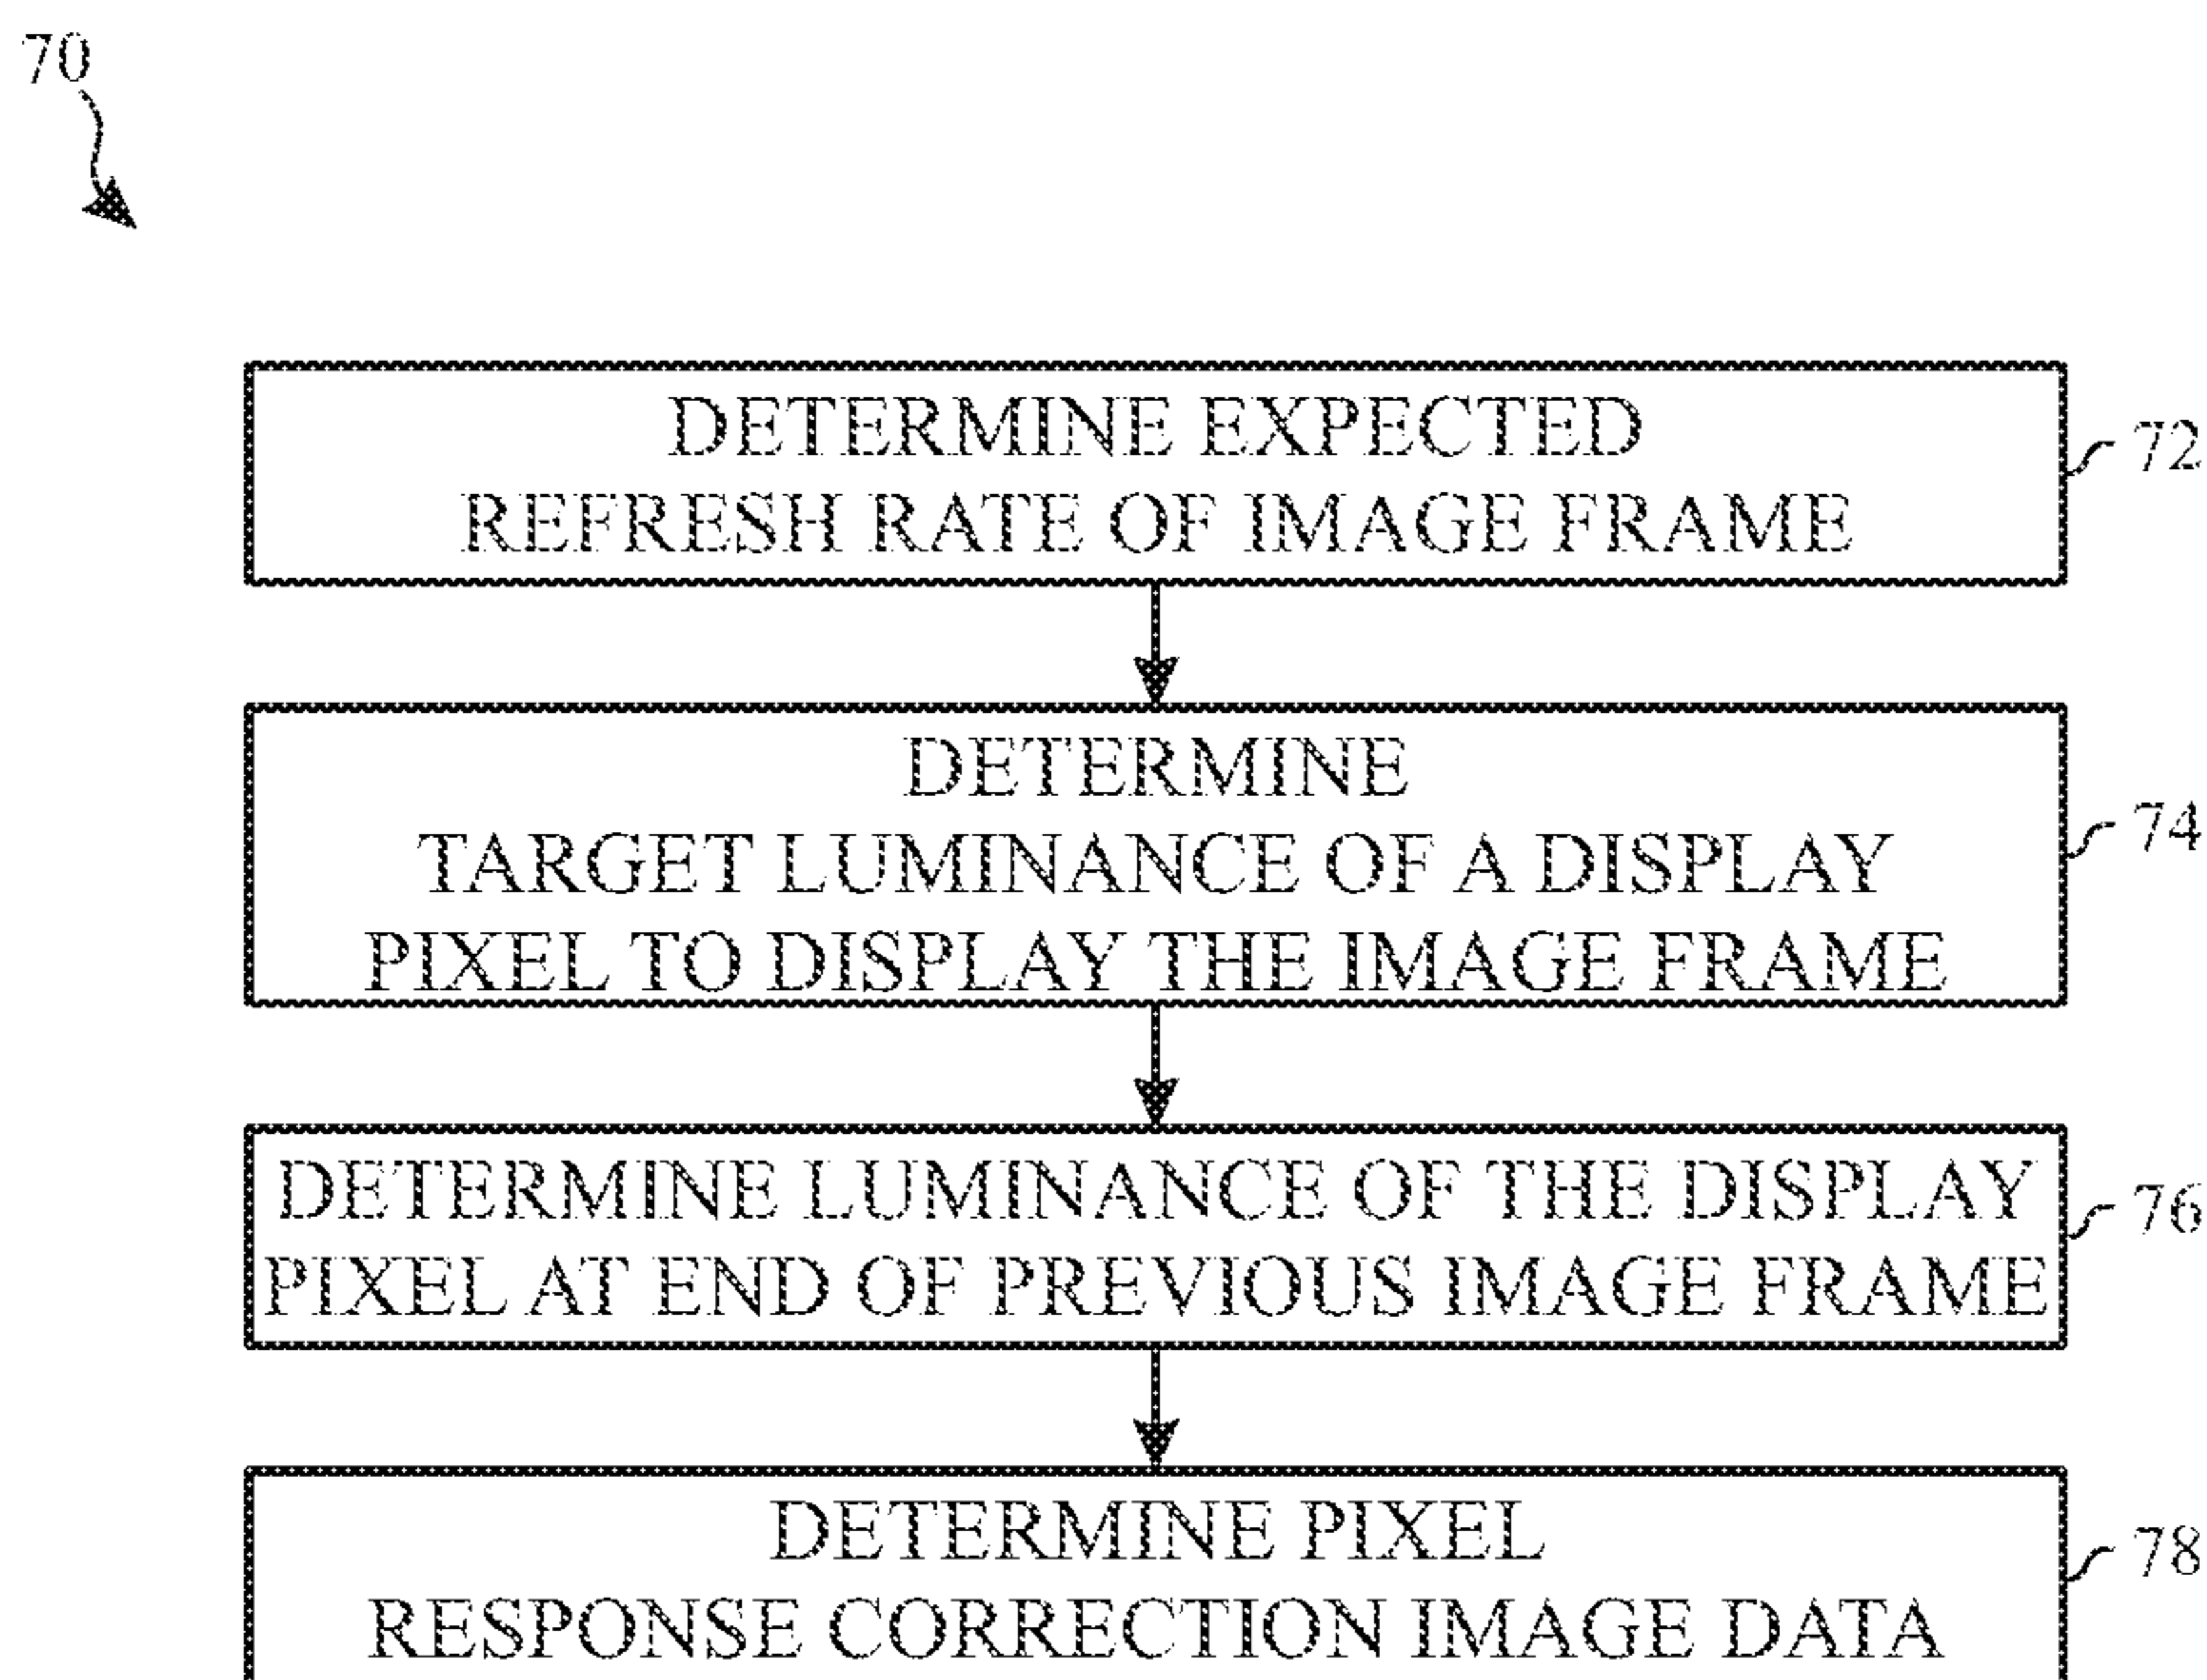 70
DETERMINE EXPECTED
REFRESH RATE OF IMAGE FRAME
72
DETERMINE
TARGET LUMINANCE OF A DISPLAY
PIXEL TO DISPLAY THE IMAGE FRAME
74
DETERMINE LUMINANCE OF THE DISPLAY
PIXEL AT END OF PREVIOUS IMAGE FRAME
76
DETERMINE PIXEL
RESPONSE CORRECTION IMAGE DATA
78